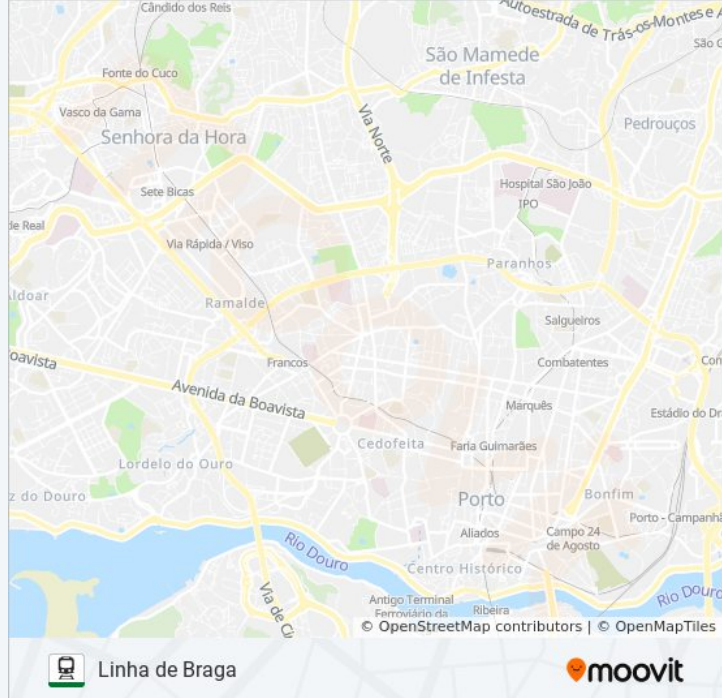 Cândido dos Reis
Autoestrada de Trás-os-Montes e A
São Mamede
de Infesta
São G
Fonte do Cuco
Vasco da Gama
Via Norte
Pedrouços
Senhora da Hora
Sete Bicas
Hospital São João
IPO
de Real
Via Rápida / Viso
Paranhos
ldoar
Ramalde
Salgueiros
oavista
Francos
Combatentes
Con
Avenida da Boavista
Marquês
Estádio do Dr
Cedofeita
Faria Guimarães
Lordelo do Ouro
z do Douro
Porto
Bonfim
Porto - Campanhã
Aliados
Campo 24
de Agosto
Rio Douro
Centro Histórico
Via de Ci
Rio Douro
Antigo Terminal
Ferroviário da
Ribeira
© OpenStreetMap contributors | © OpenMapTiles
Linha de Braga
moovit